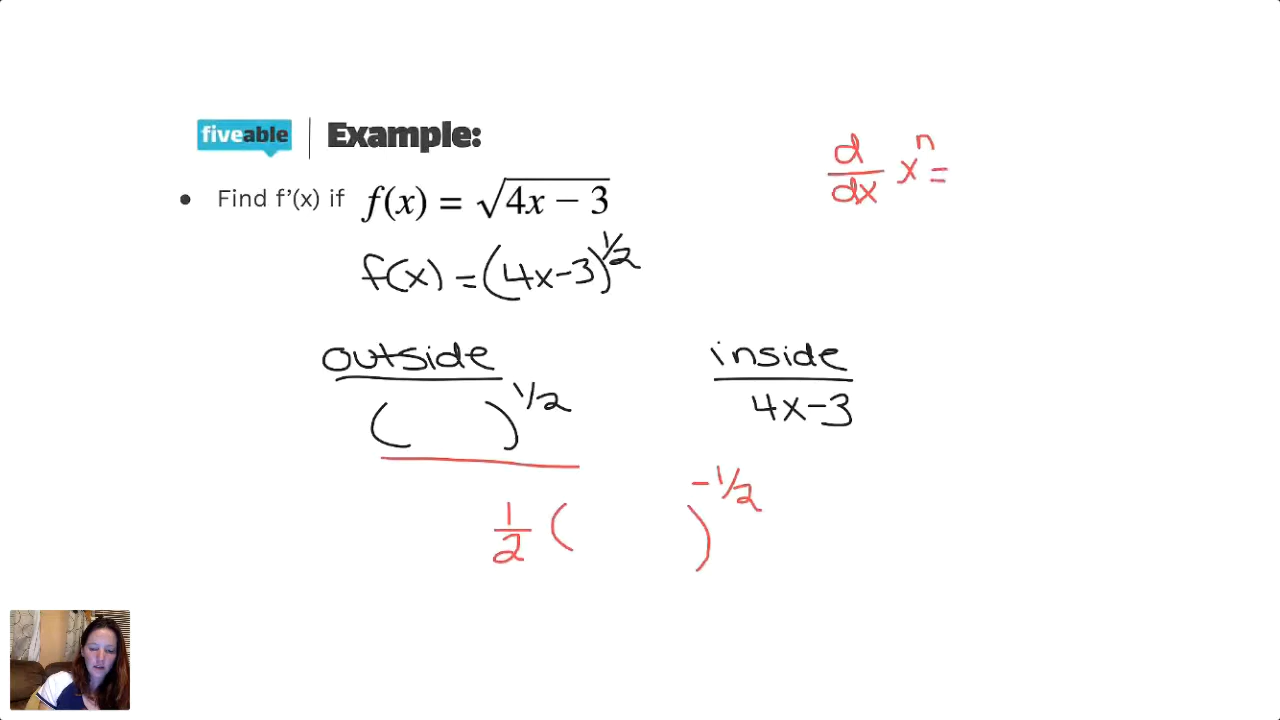 fiveable | Example:
d/dx xⁿ =
• Find f'(x) if f(x) = √4x − 3
f(x) = (4x-3)^1/2
outside inside
( )^1/2 4x-3
1/2 ( )^-1/2